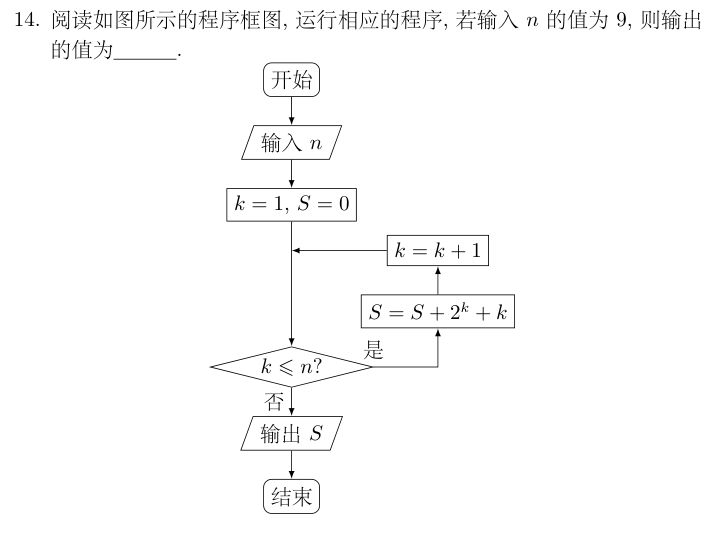 14. 阅读如图所示的程序框图, 运行相应的程序, 若输入 n 的值为 9, 则输出
的值为______.
开始
输入 n
k = 1, S = 0
k = k + 1
S = S + 2^k + k
是
k ⩽ n?
否
输出 S
结束